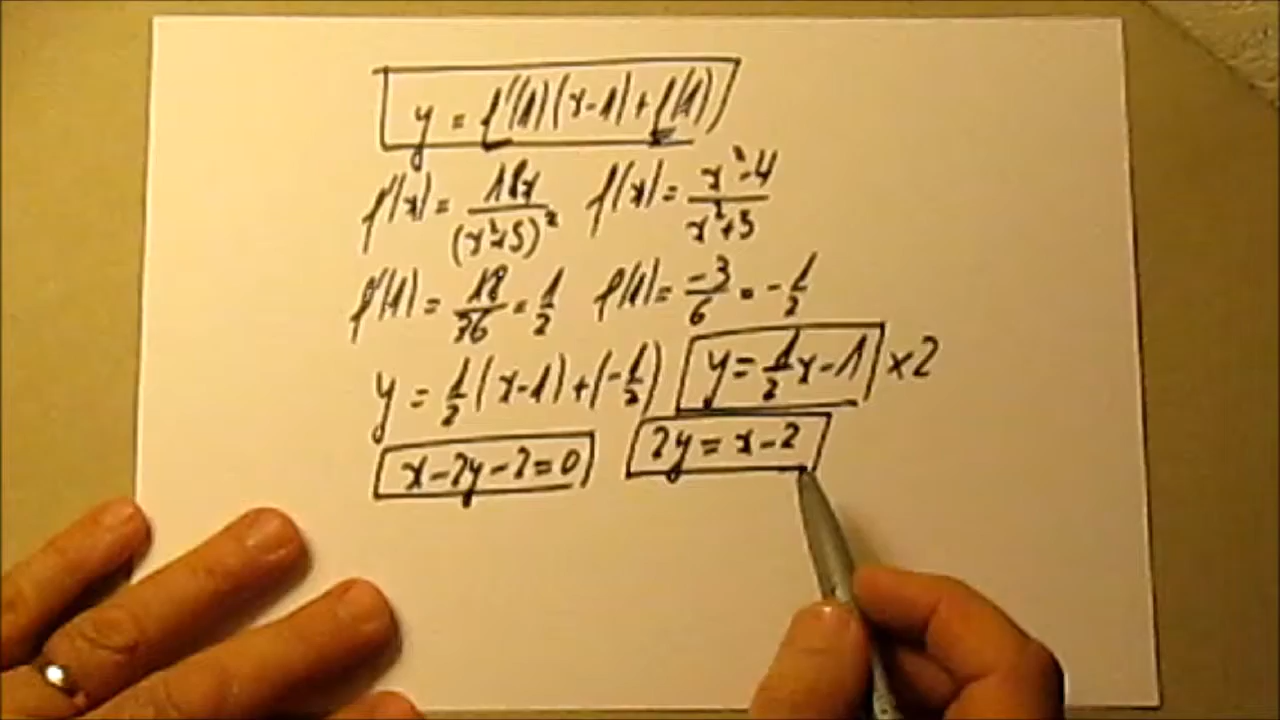 y = f'(1)(x-1)+f(1)
f'(x) = 18x/(x²+5)² f(x) = x²-4/x²+5
f'(1) = 18/36 = 1/2 f(1) = -3/6 = -1/2
y = 1/2 (x-1)+(-1/2) y = 1/2 x-1 ×2
x-2y-2=0 2y = x-2